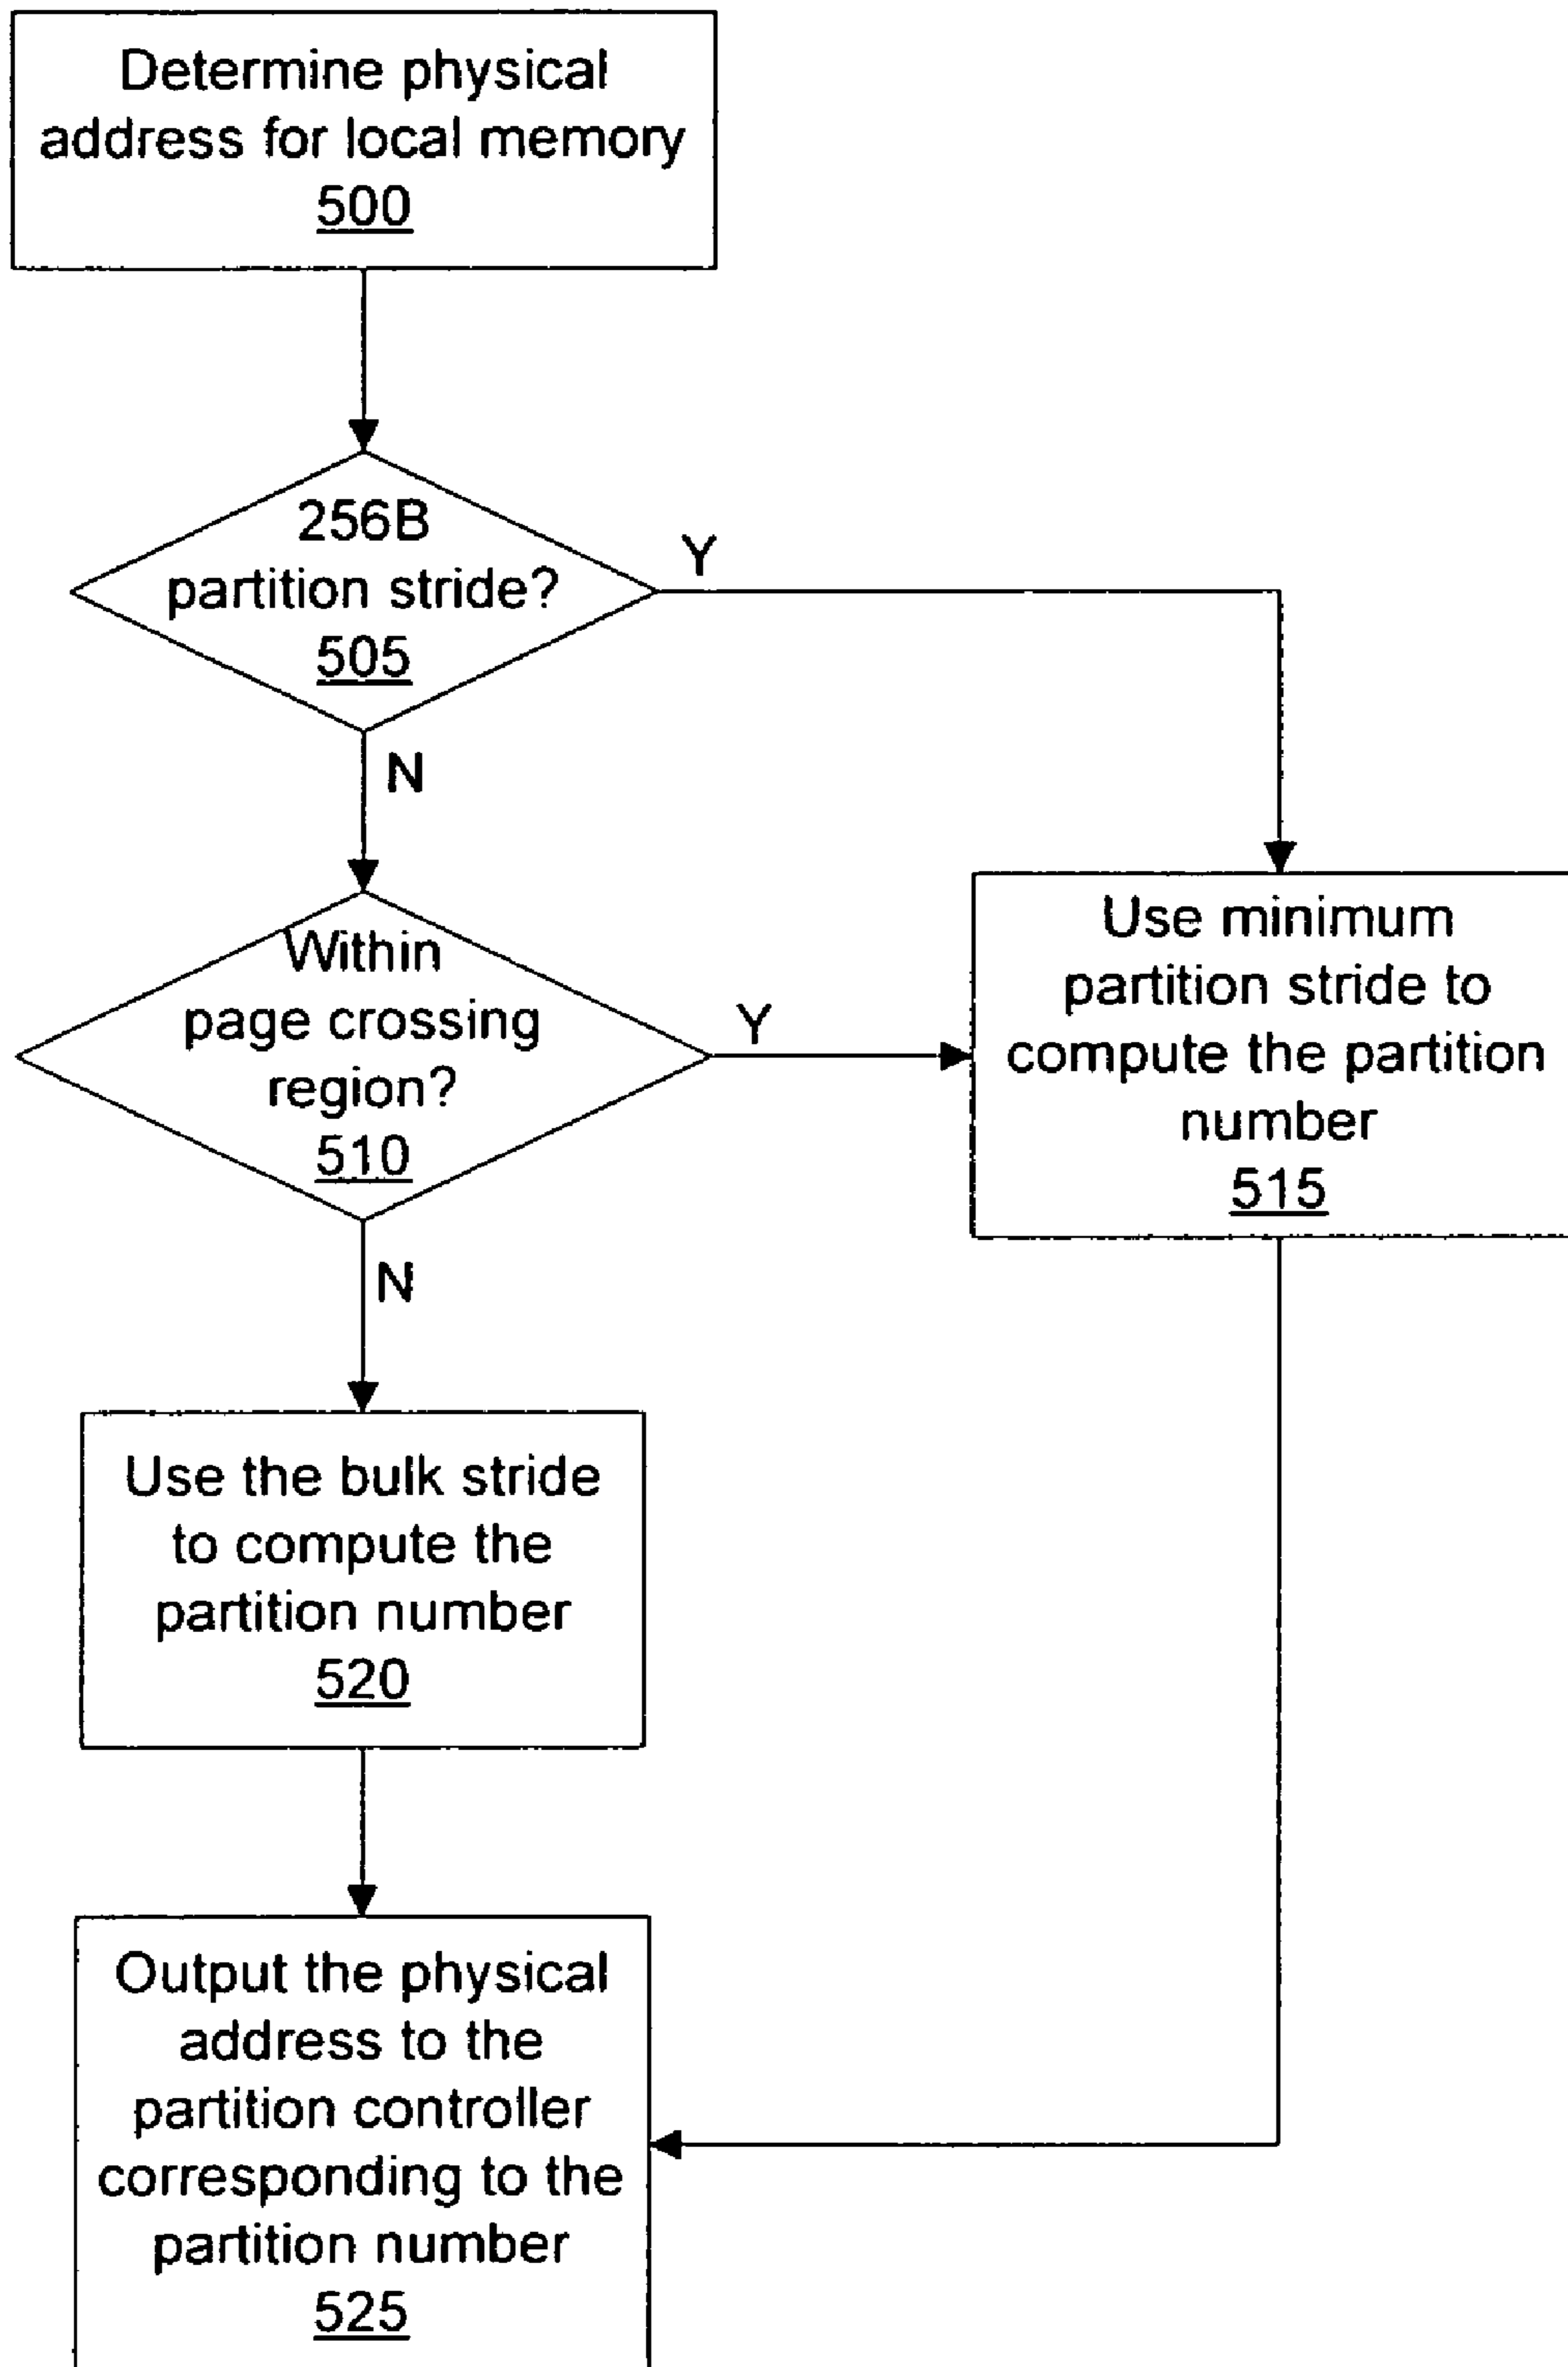 Determine physical
address for local memory
500
256B
partition stride?
505
Y
N
Within
page crossing
region?
510
Y
N
Use minimum
partition stride to
compute the partition
number
515
Use the bulk stride
to compute the
partition number
520
Output the physical
address to the
partition controller
corresponding to the
partition number
525